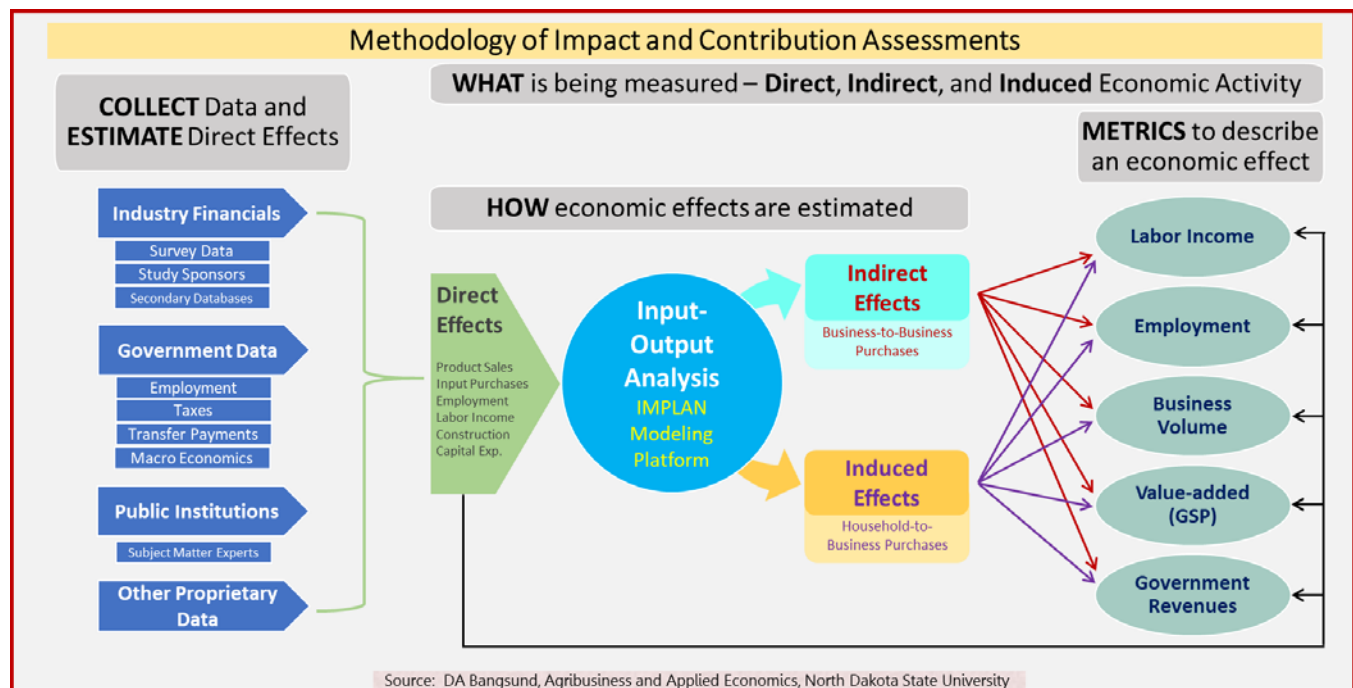 Methodology of Impact and Contribution Assessments
WHAT is being measured – Direct, Indirect, and Induced Economic Activity
COLLECT Data and
ESTIMATE Direct Effects
METRICS to describe
an economic effect
HOW economic effects are estimated
Industry Financials
Survey Data
Study Sponsors
Secondary Databases
Government Data
Employment
Taxes
Transfer Payments
Macro Economics
Public Institutions
Subject Matter Experts
Other Proprietary
Data
Direct
Effects
Product Sales
Input Purchases
Employment
Labor Income
Construction
Capital Exp.
Input-
Output
Analysis
IMPLAN
Modeling
Platform
Indirect
Effects
Business-to-Business
Purchases
Induced
Effects
Household-to-
Business Purchases
Labor Income
Employment
Business
Volume
Value-added
(GSP)
Government
Revenues
Source: DA Bangsund, Agribusiness and Applied Economics, North Dakota State University